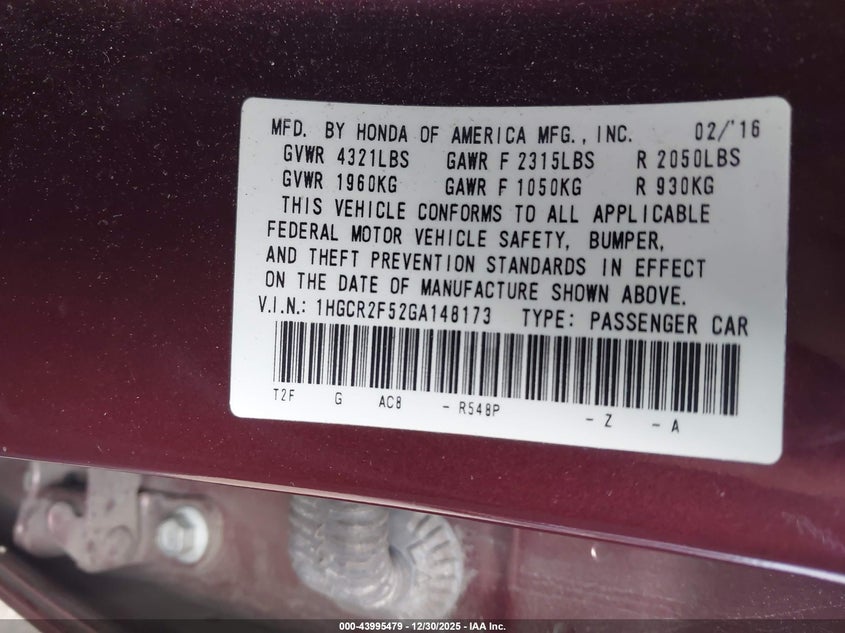 MFD. BY HONDA OF AMERICA MFG., INC. 02/'16
GVWR 4321LBS GAWR F 2315LBS R 2050LBS
GVWR 1960KG GAWR F 1050KG R 930KG
THIS VEHICLE CONFORMS TO ALL APPLICABLE
FEDERAL MOTOR VEHICLE SAFETY, BUMPER,
AND THEFT PREVENTION STANDARDS IN EFFECT
ON THE DATE OF MANUFACTURE SHOWN ABOVE.
V.I.N.: 1HGCR2F52GA148173 TYPE: PASSENGER CAR
T2F G AC8 - R548P - Z - A
000-43995479 - 12/30/2025 - IAA Inc.